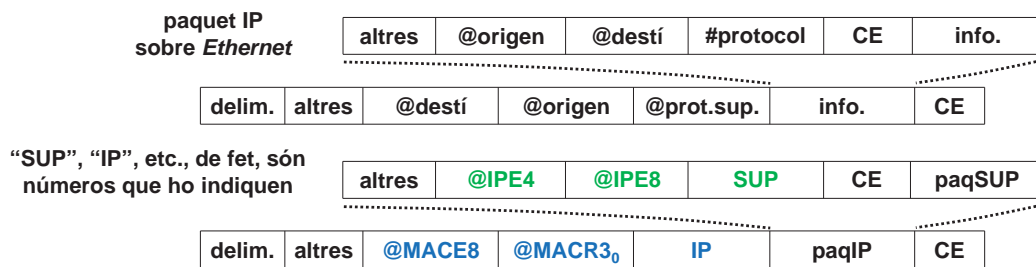 paquet IP
sobre Ethernet
altres @origen @destí #protocol CE info.
delim. altres @destí @origen @prot.sup. info. CE
“SUP”, “IP”, etc., de fet, són
números que ho indiquen
altres @IPE4 @IPE8 SUP CE paqSUP
delim. altres @MACE8 @MACR3₀ IP paqIP CE